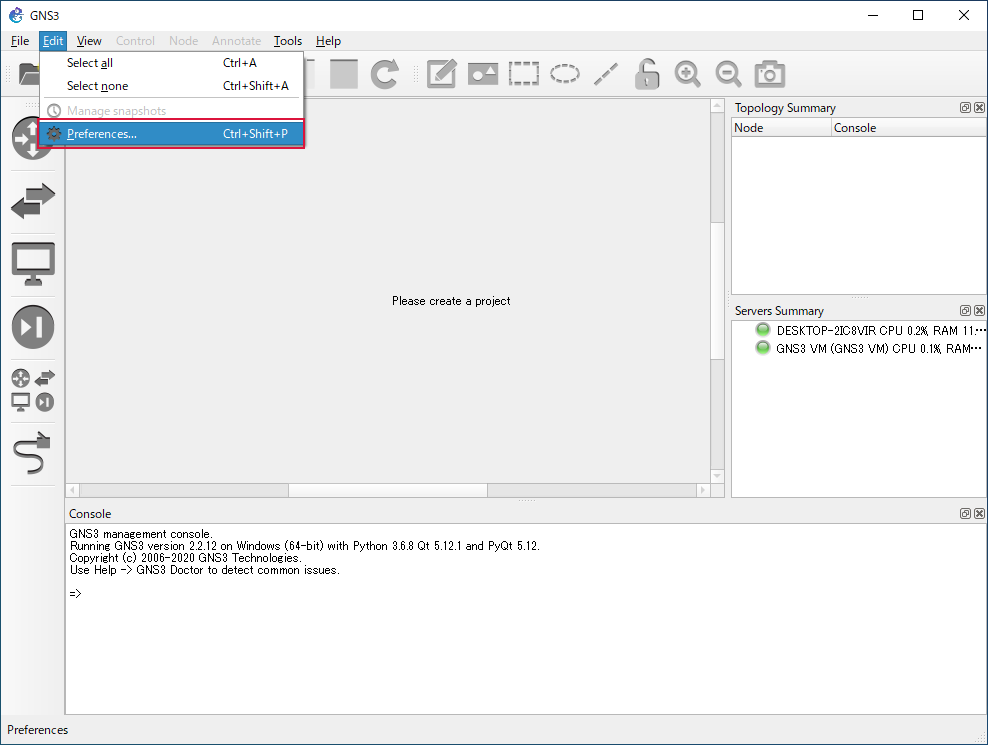 GNS3
File Edit View Control Node Annotate Tools Help
Select all Ctrl+A
Select none Ctrl+Shift+A
Manage snapshots
Preferences... Ctrl+Shift+P
Please create a project
Topology Summary
Node Console
Servers Summary
DESKTOP-2IC8VIR CPU 0.2%, RAM 11.…
GNS3 VM (GNS3 VM) CPU 0.1%, RAM…
Console
GNS3 management console.
Running GNS3 version 2.2.12 on Windows (64-bit) with Python 3.6.8 Qt 5.12.1 and PyQt 5.12.
Copyright (c) 2006-2020 GNS3 Technologies.
Use Help -> GNS3 Doctor to detect common issues.
=>
Preferences